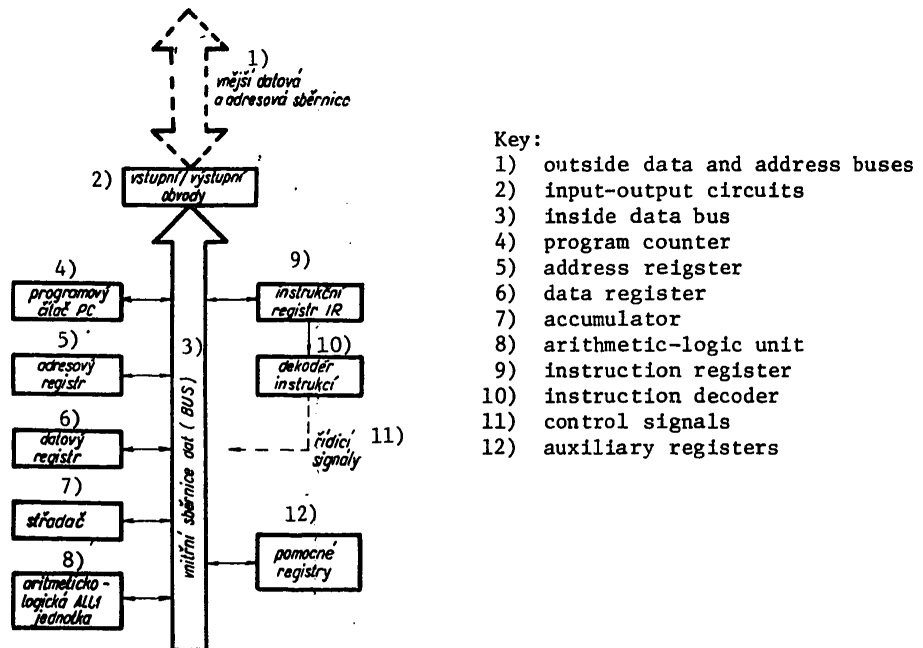 1)
vnější datová
a adresová sběrnice
2)
vstupní/výstupní
obvody
4)
programový
čítač PC
5)
adresový
registr
6)
datový
registr
7)
střadač
8)
aritmeticko-
logická ALU
jednotka
3)
vnitřní sběrnice dat (BUS)
9)
instrukční
registr IR
10)
dekodér
instrukcí
řídicí
signály
11)
12)
pomocné
registry
Key:
1) outside data and address buses
2) input-output circuits
3) inside data bus
4) program counter
5) address reigster
6) data register
7) accumulator
8) arithmetic-logic unit
9) instruction register
10) instruction decoder
11) control signals
12) auxiliary registers